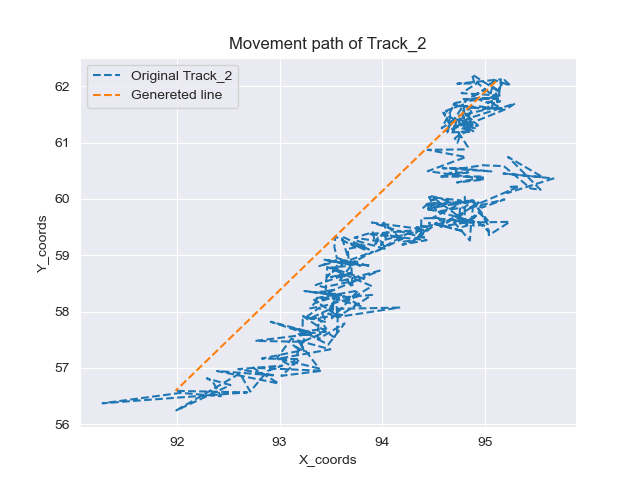 Movement path of Track_2
Original Track_2
Genereted line
62
61
60
59
58
57
56
92
93
94
95
X_coords
Y_coords